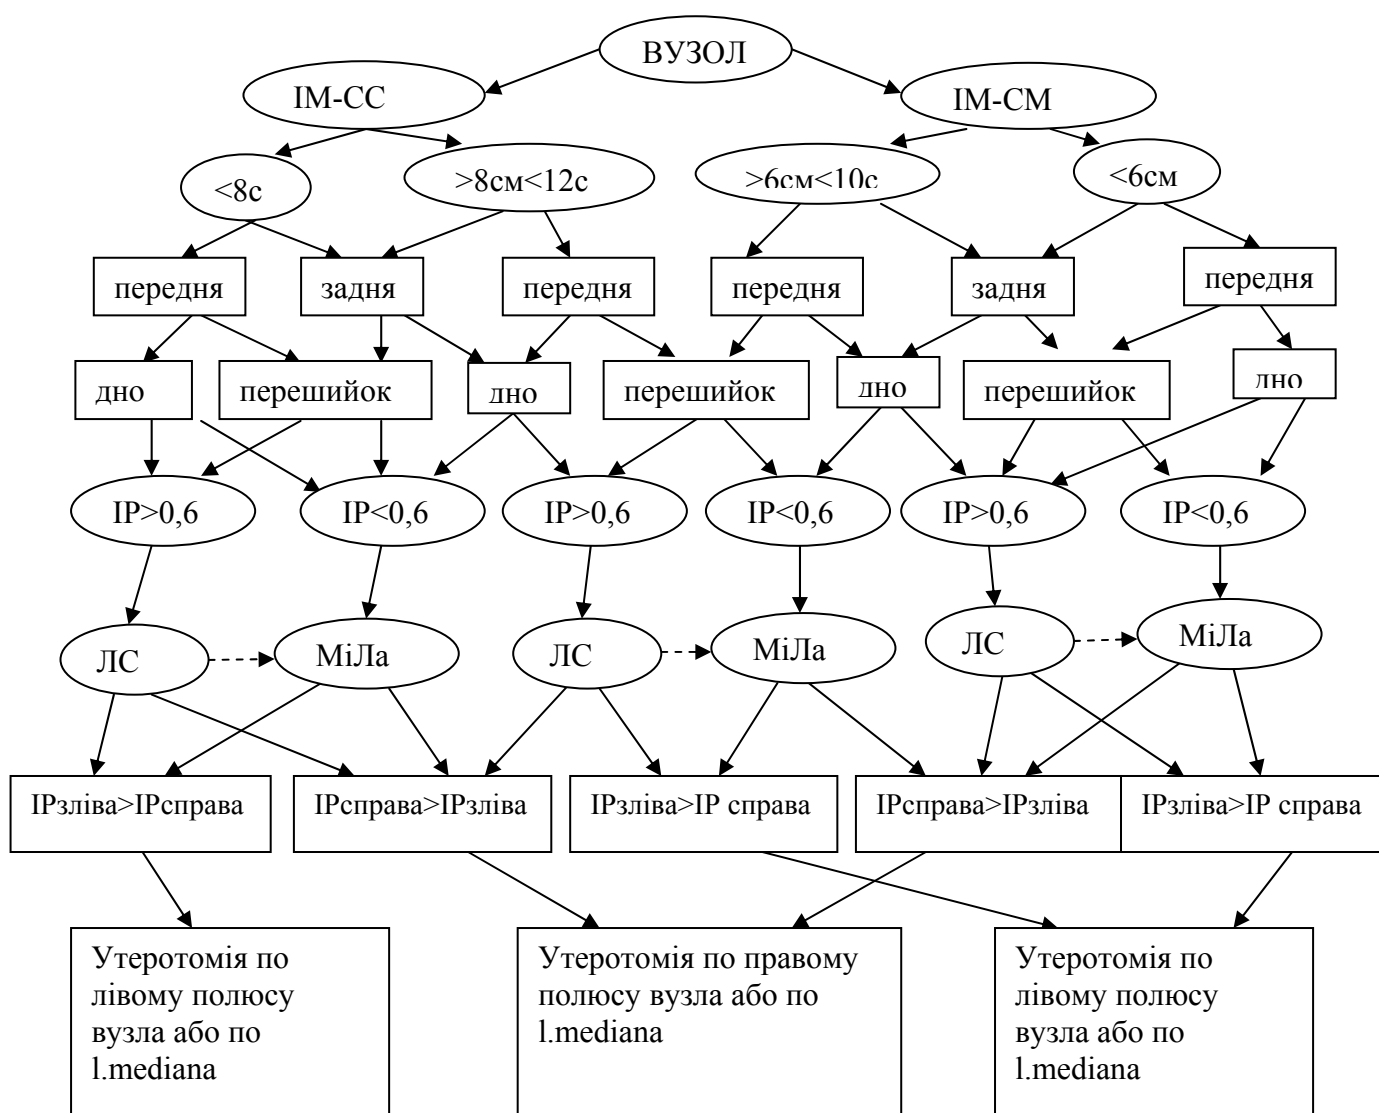 ВУЗОЛ
ІМ-СС
ІМ-СМ
<8с
>8см<12с
>6см<10с
<6см
передня
задня
передня
передня
задня
передня
дно
перешийок
дно
перешийок
дно
перешийок
дно
ІР>0,6
ІР<0,6
ІР>0,6
ІР<0,6
ІР>0,6
ІР<0,6
ЛС
МіЛа
ЛС
МіЛа
ЛС
МіЛа
ІРзліва>ІРсправа
ІРсправа>ІРзліва
ІРзліва>ІР справа
ІРсправа>ІРзліва
ІРзліва>ІР справа
Утеротомія по
лівому полюсу
вузла або по
l.mediana
Утеротомія по правому
полюсу вузла або по
l.mediana
Утеротомія по
лівому полюсу
вузла або по
l.mediana